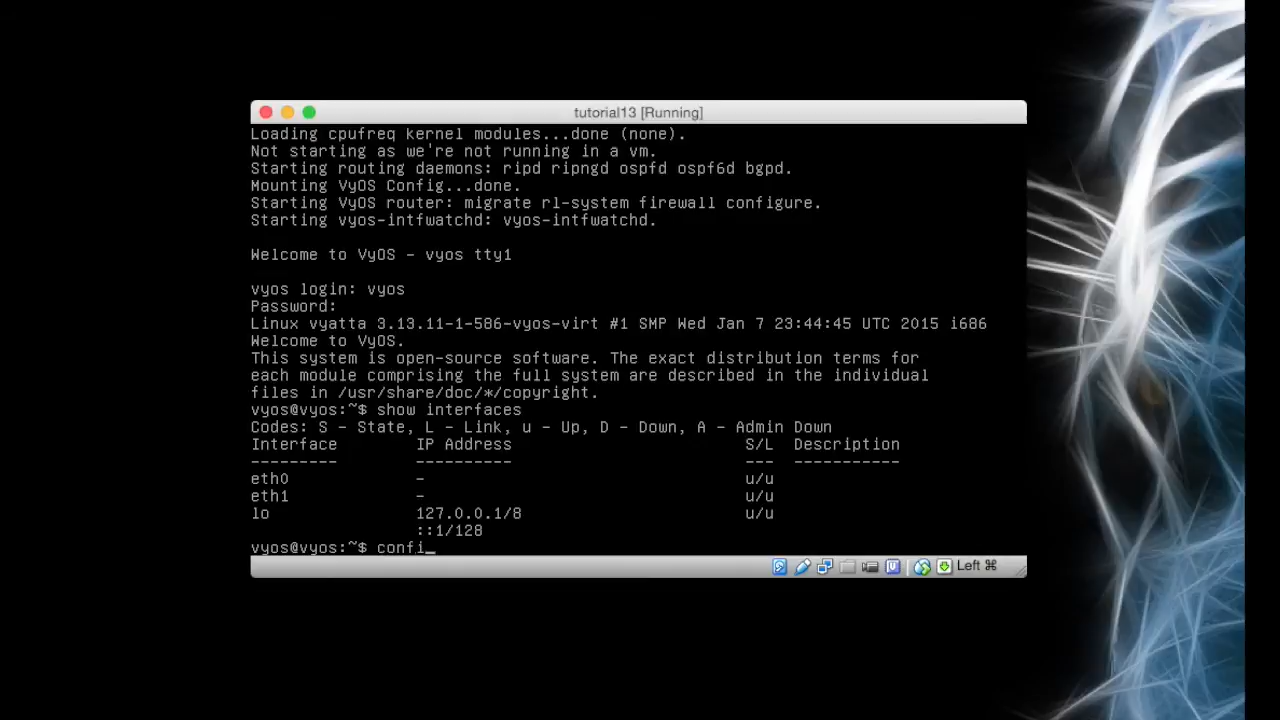 tutorial13 [Running]
Loading cpufreq kernel modules...done (none).
Not starting as we're not running in a vm.
Starting routing daemons: ripd ripngd ospfd ospf6d bgpd.
Mounting VyOS Config...done.
Starting VyOS router: migrate rl-system firewall configure.
Starting vyos-intfwatchd: vyos-intfwatchd.
Welcome to VyOS - vyos tty1
vyos login: vyos
Password:
Linux vyatta 3.13.11-1-586-vyos-virt #1 SMP Wed Jan 7 23:44:45 UTC 2015 i686
Welcome to VyOS.
This system is open-source software. The exact distribution terms for
each module comprising the full system are described in the individual
files in /usr/share/doc/*/copyright.
vyos@vyos:~$ show interfaces
Codes: S - State, L - Link, u - Up, D - Down, A - Admin Down
Interface        IP Address                        S/L  Description
---------        ----------                        ---  -----------
eth0             -                                 u/u
eth1             -                                 u/u
lo               127.0.0.1/8                       u/u
                 ::1/128
vyos@vyos:~$ confi_
Left ⌘